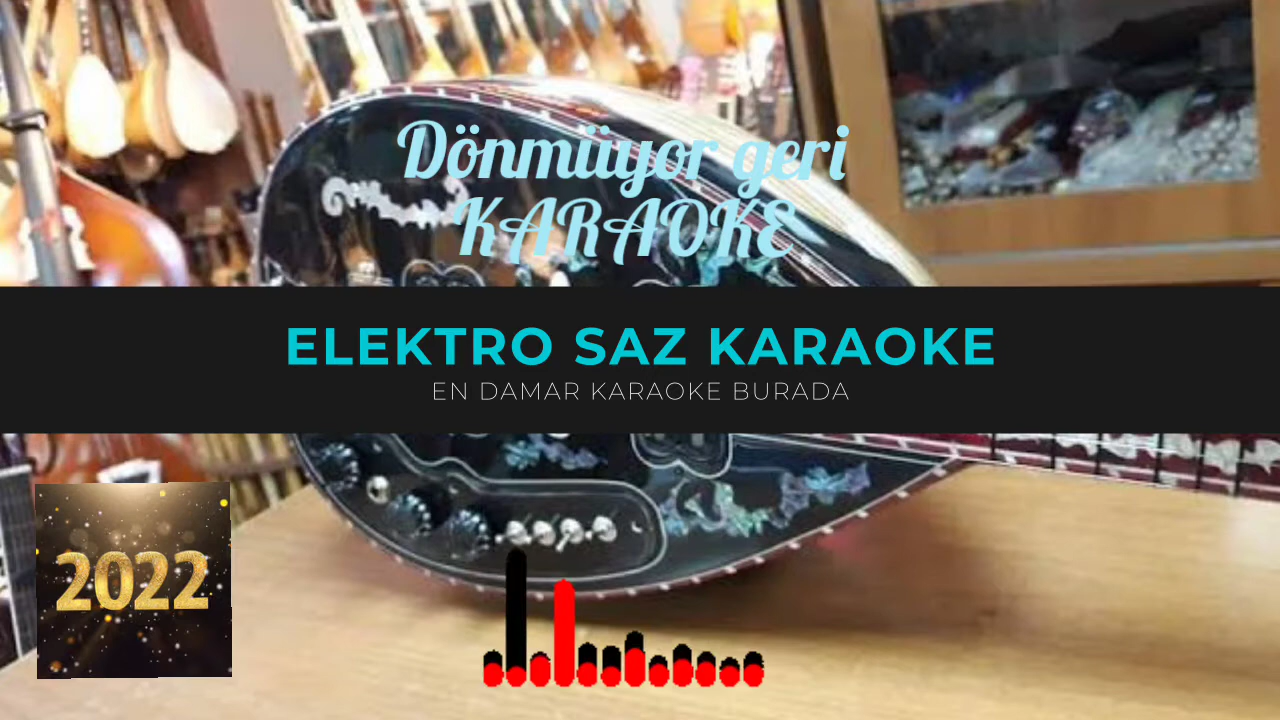 Dönmüyor geri
KARAOKE
ELEKTRO SAZ KARAOKE
EN DAMAR KARAOKE BURADA
2022